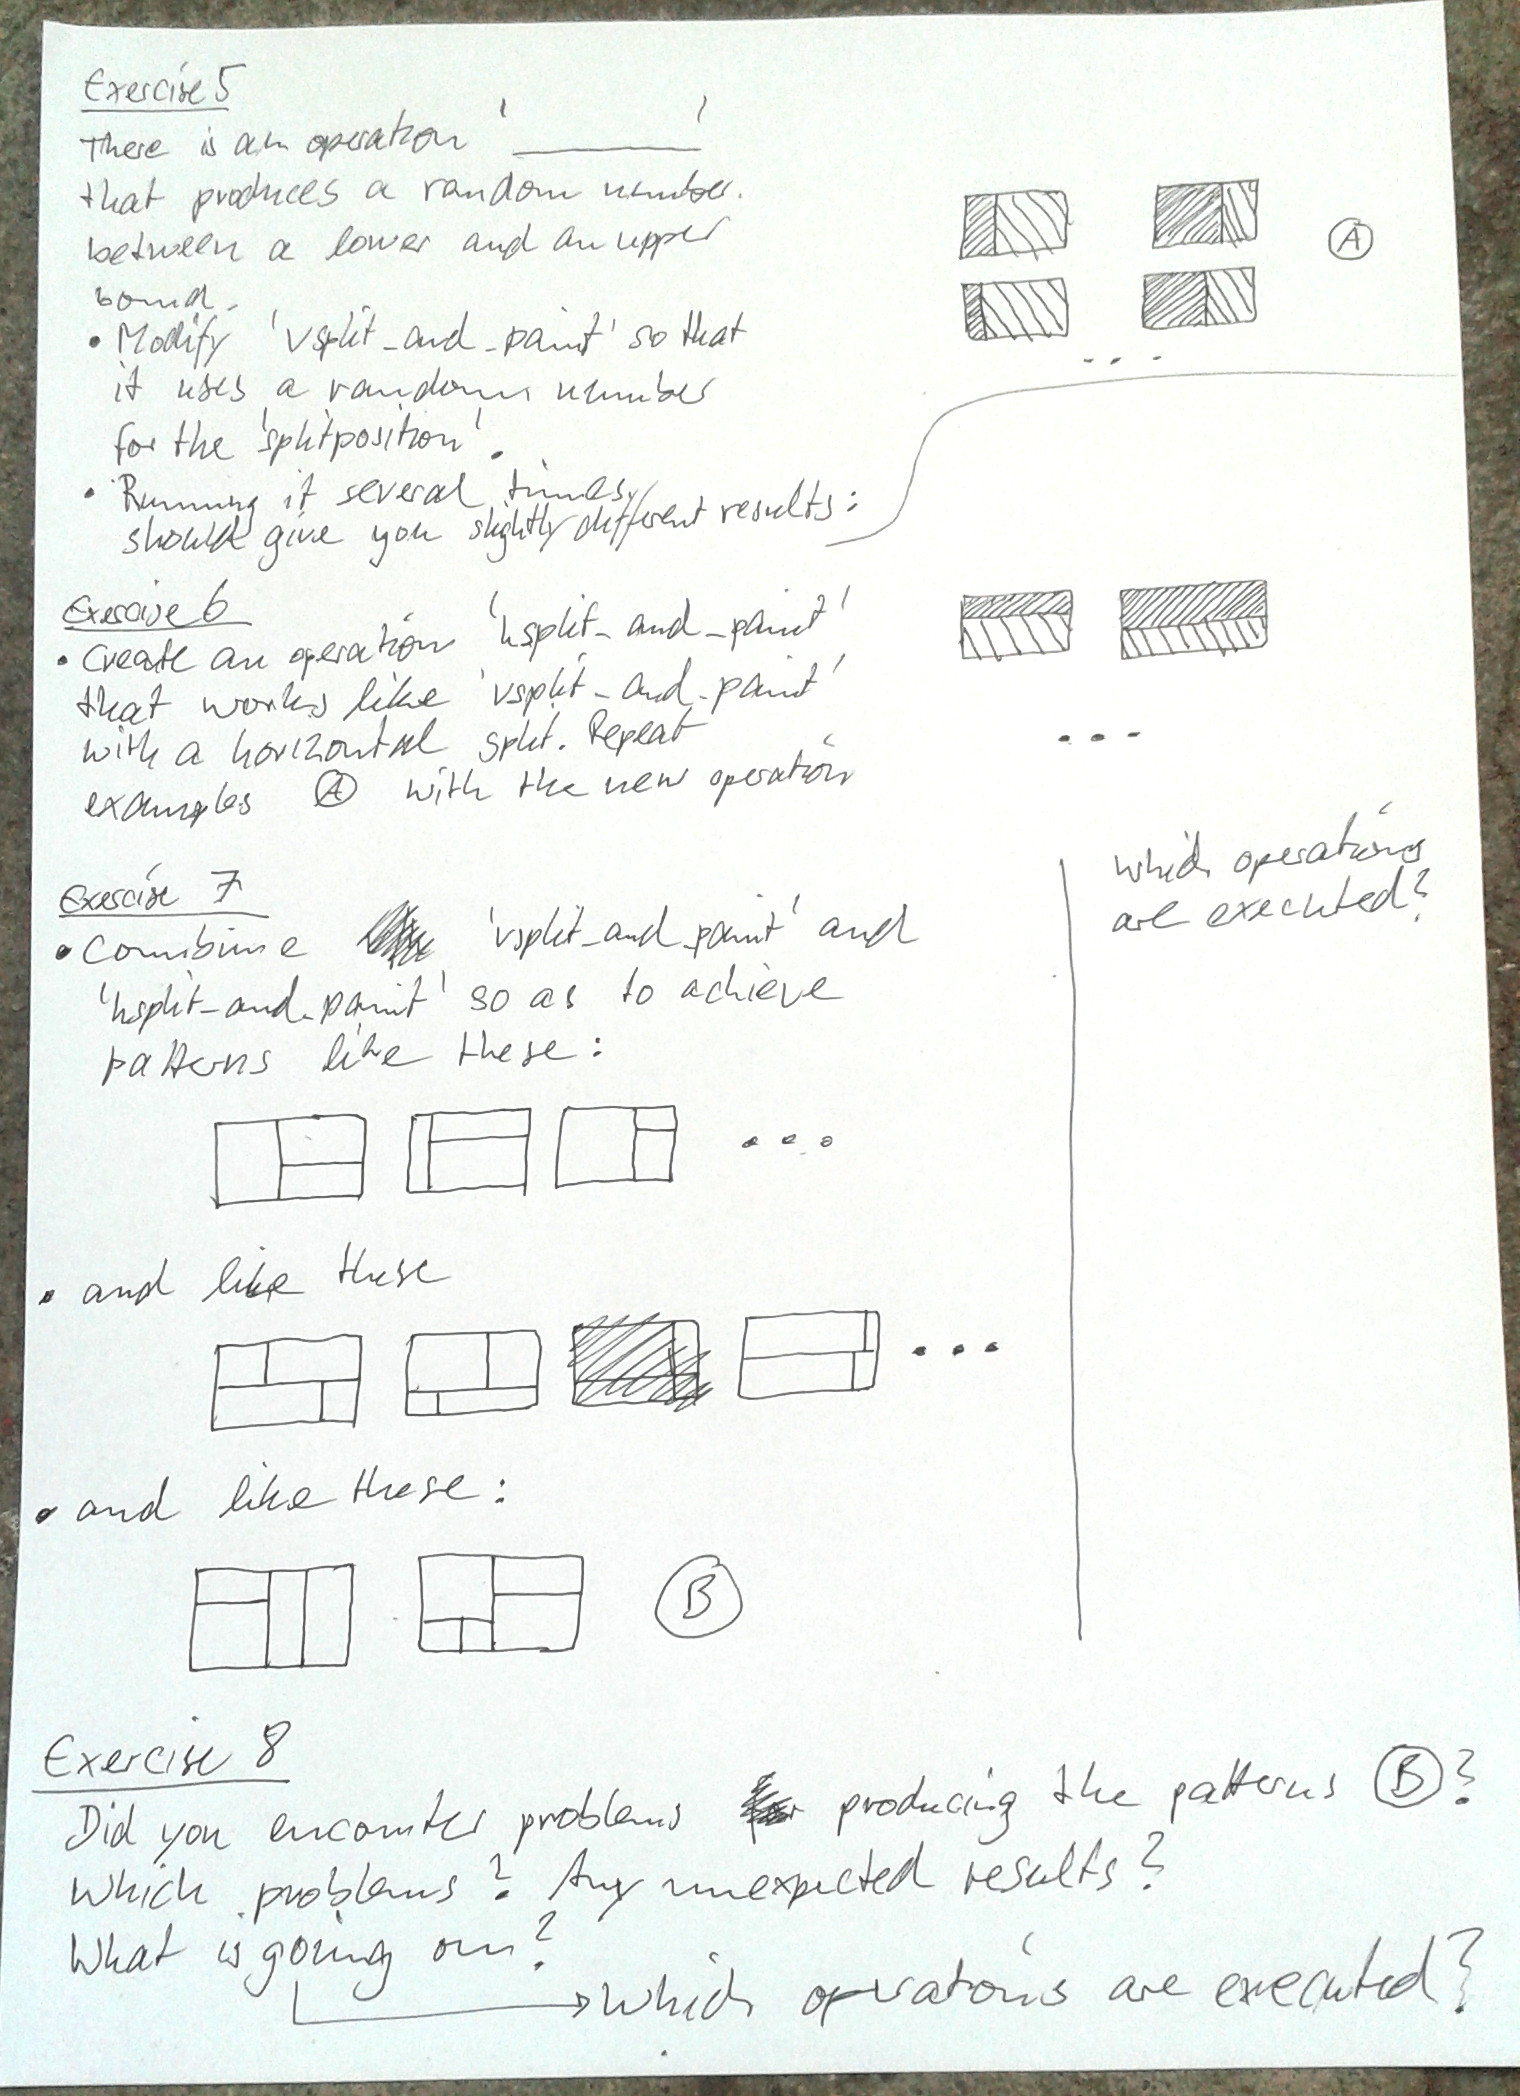 Exercise 5
There is an operation '______'
that produces a random number.
between a lower and an upper
bound.
• Modify 'vsplit_and_paint' so that
it uses a random number
for the 'splitposition'.
• Running it several times,
should give you slightly different results:
A
Exercise 6
• Create an operation 'hsplit_and_paint'
that works like 'vsplit_and_paint'
with a horizontal split. Repeat
examples A with the new operation
...
Exercise 7
• Combine 'vsplit_and_paint' and
'hsplit_and_paint' so as to achieve
patterns like these:
...
• and like these
...
• and like these:
B
which operations
are executed?
Exercise 8
Did you encounter problems producing the patterns B?
Which problems? Any unexpected results?
What is going on?
which operations are executed?